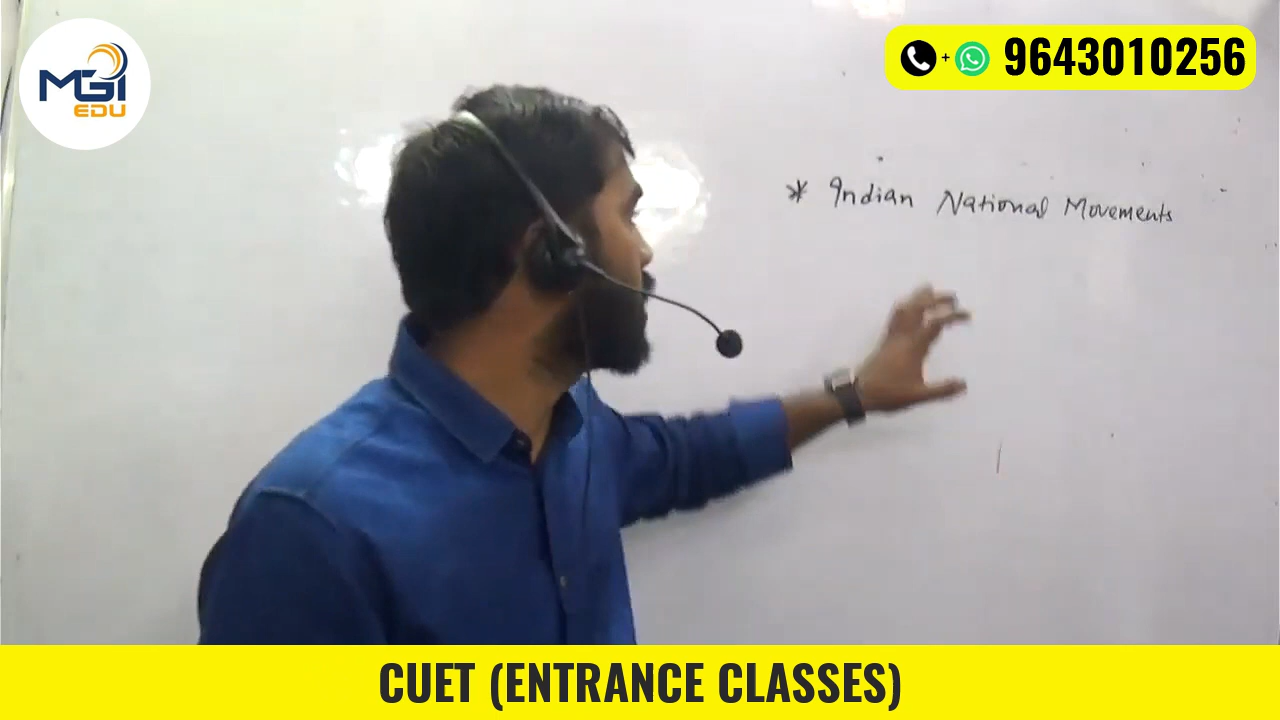 MGI
EDU
+ 9643010256
* Indian National Movements
CUET (ENTRANCE CLASSES)